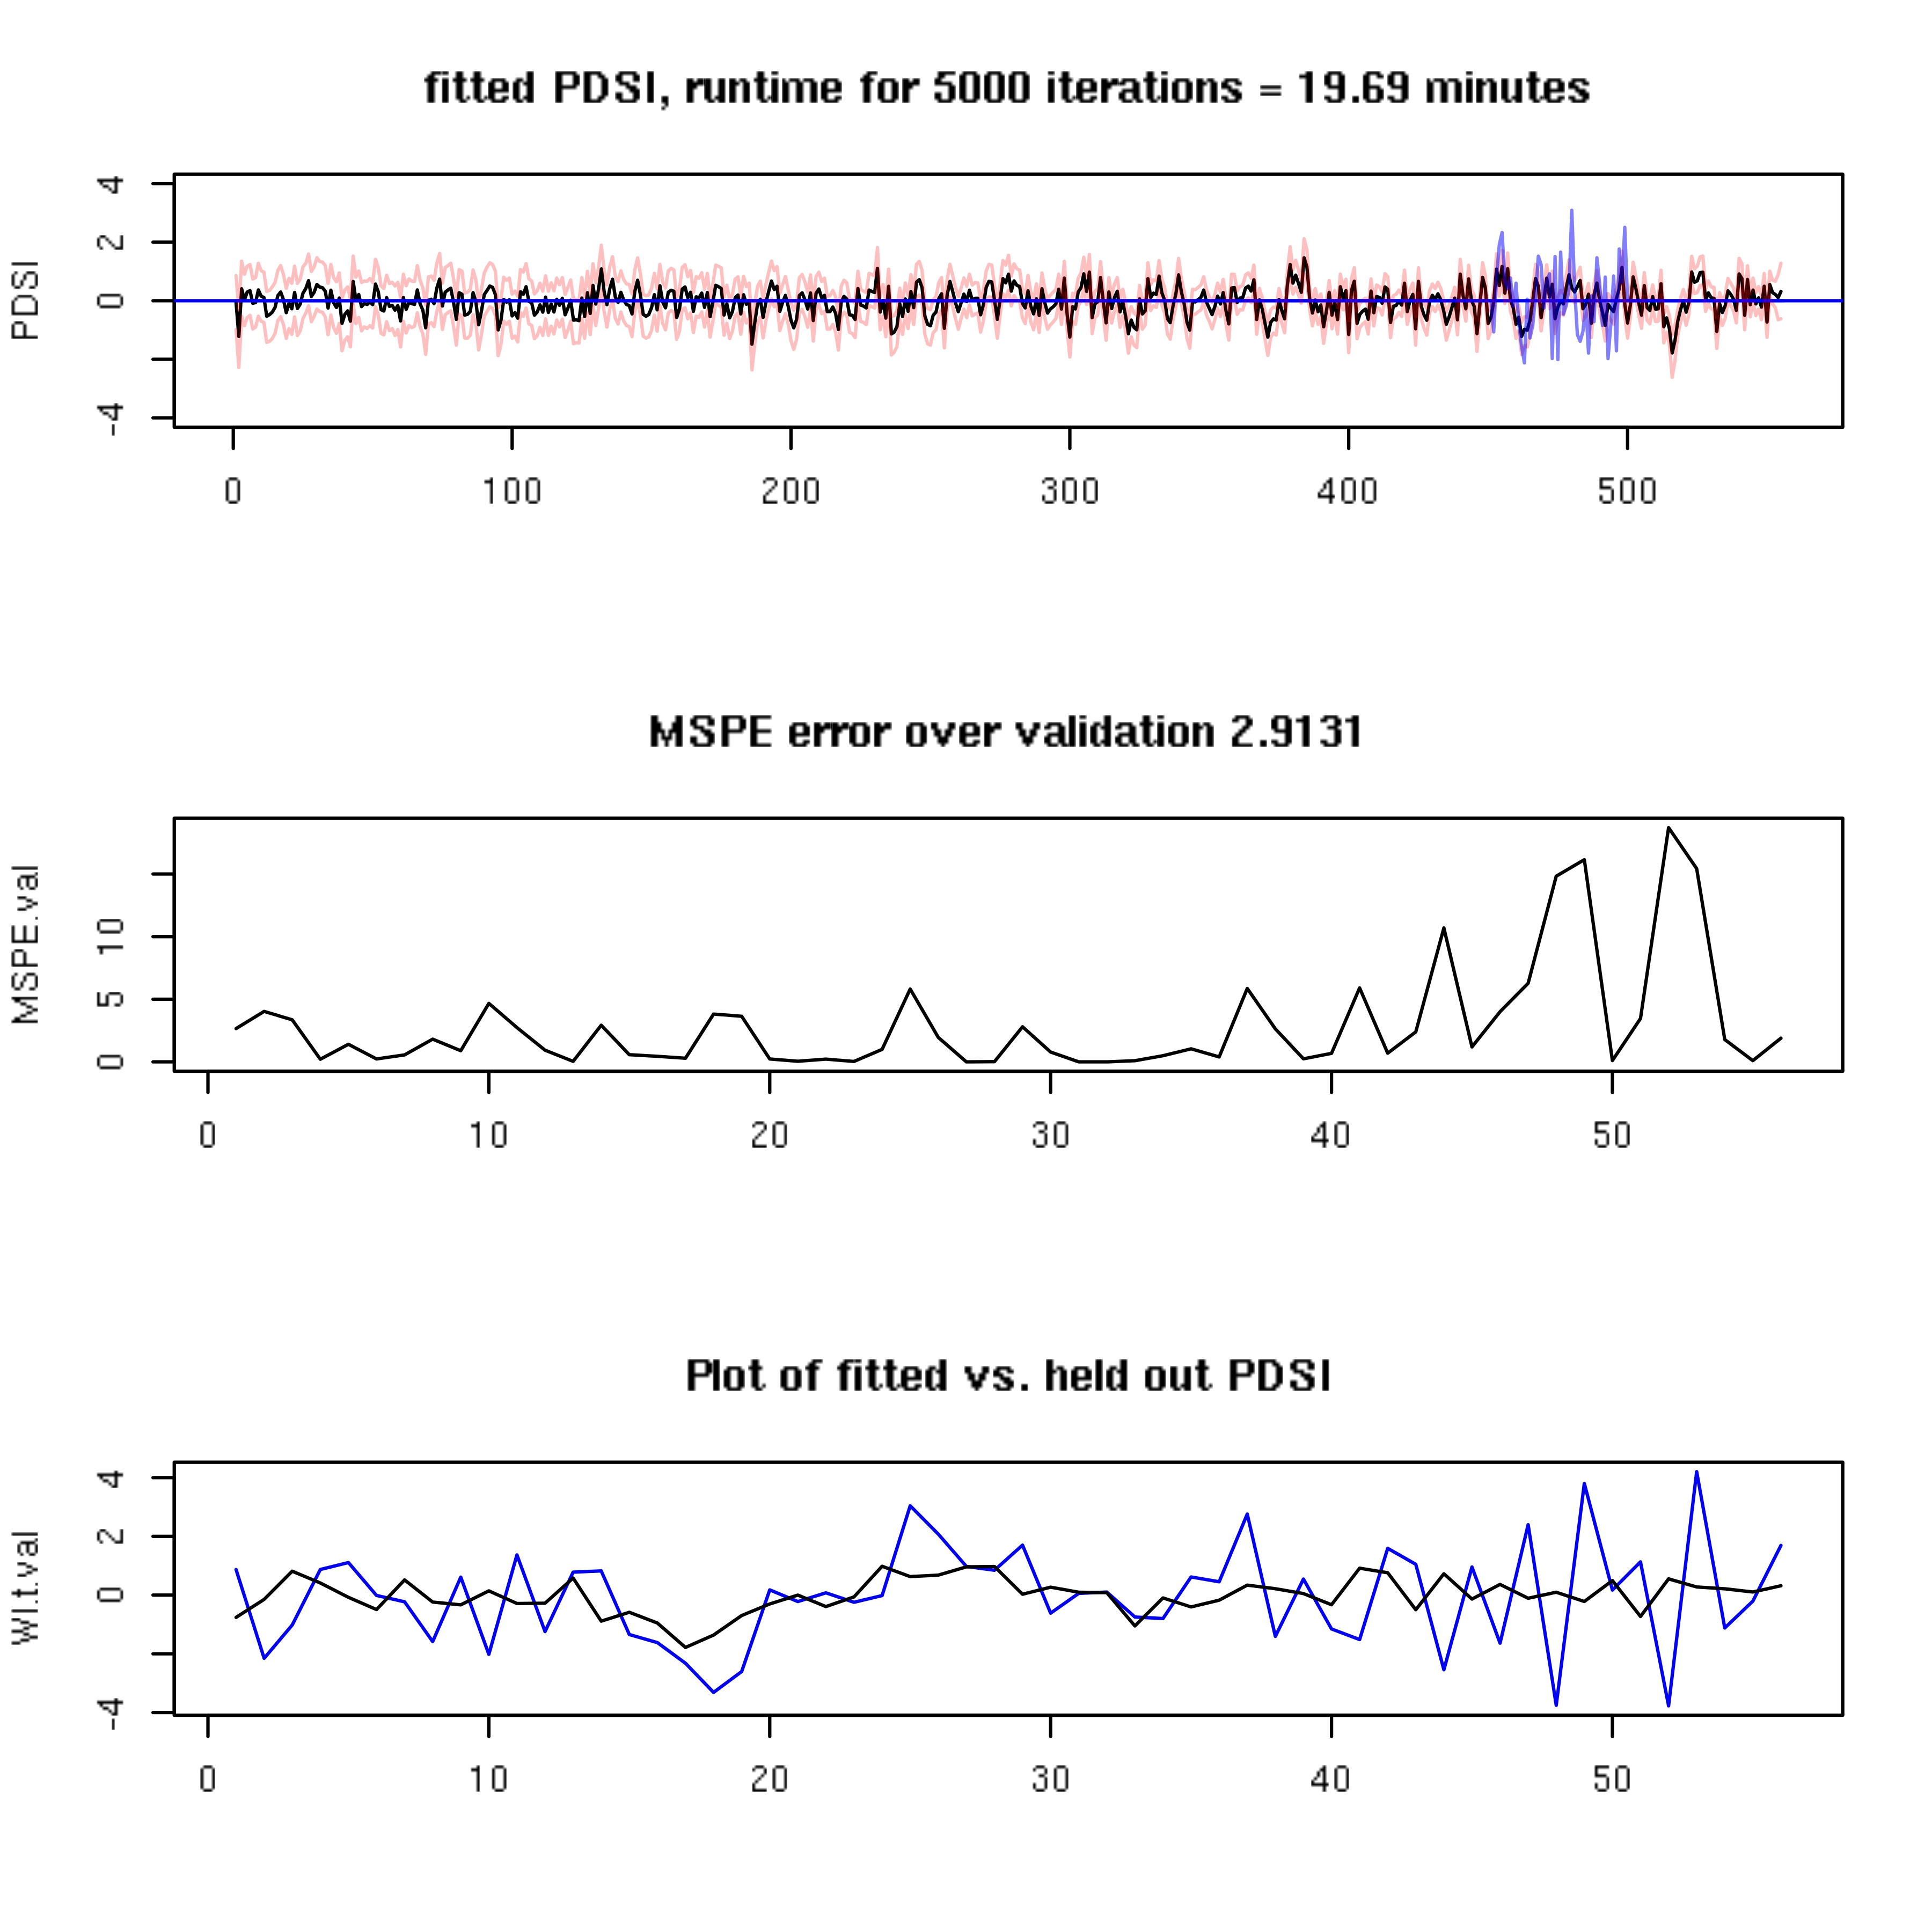 fitted PDSI, runtime for 5000 iterations = 19.69 minutes
PDSI
4
2
0
-4
0 100 200 300 400 500
MSPE error over validation 2.9131
MSPE.val
10
5
0
0 10 20 30 40 50
Plot of fitted vs. held out PDSI
WI.t.val
4
2
0
-4
0 10 20 30 40 50